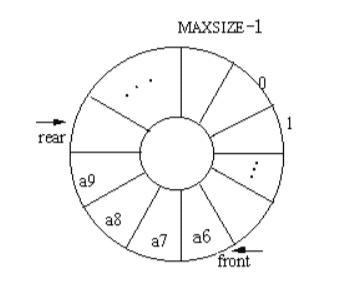 MAXSIZE-1
...
0
1
rear
...
a9
a8
a7
a6
front